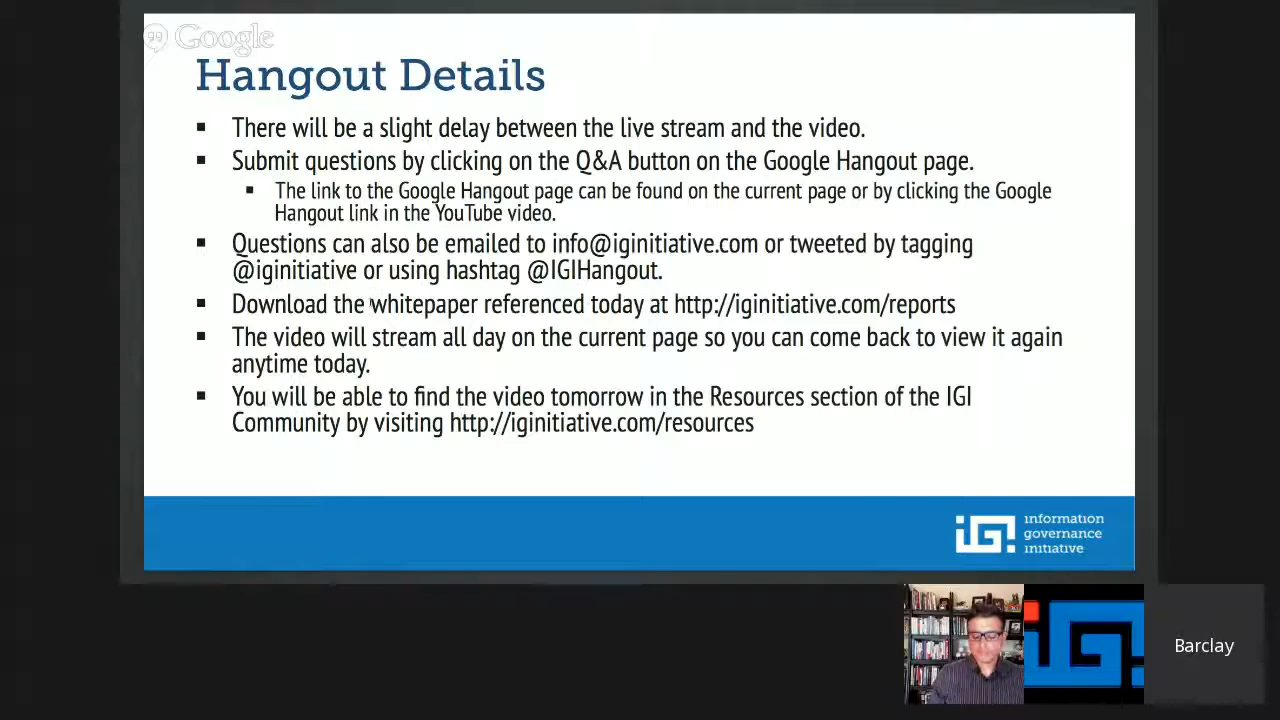 Google
Hangout Details
▪ There will be a slight delay between the live stream and the video.
▪ Submit questions by clicking on the Q&A button on the Google Hangout page.
▪ The link to the Google Hangout page can be found on the current page or by clicking the Google
Hangout link in the YouTube video.
▪ Questions can also be emailed to info@iginitiative.com or tweeted by tagging
@iginitiative or using hashtag @IGIHangout.
▪ Download the whitepaper referenced today at http://iginitiative.com/reports
▪ The video will stream all day on the current page so you can come back to view it again
anytime today.
▪ You will be able to find the video tomorrow in the Resources section of the IGI
Community by visiting http://iginitiative.com/resources
iGi
information
governance
initiative
iGi
Barclay